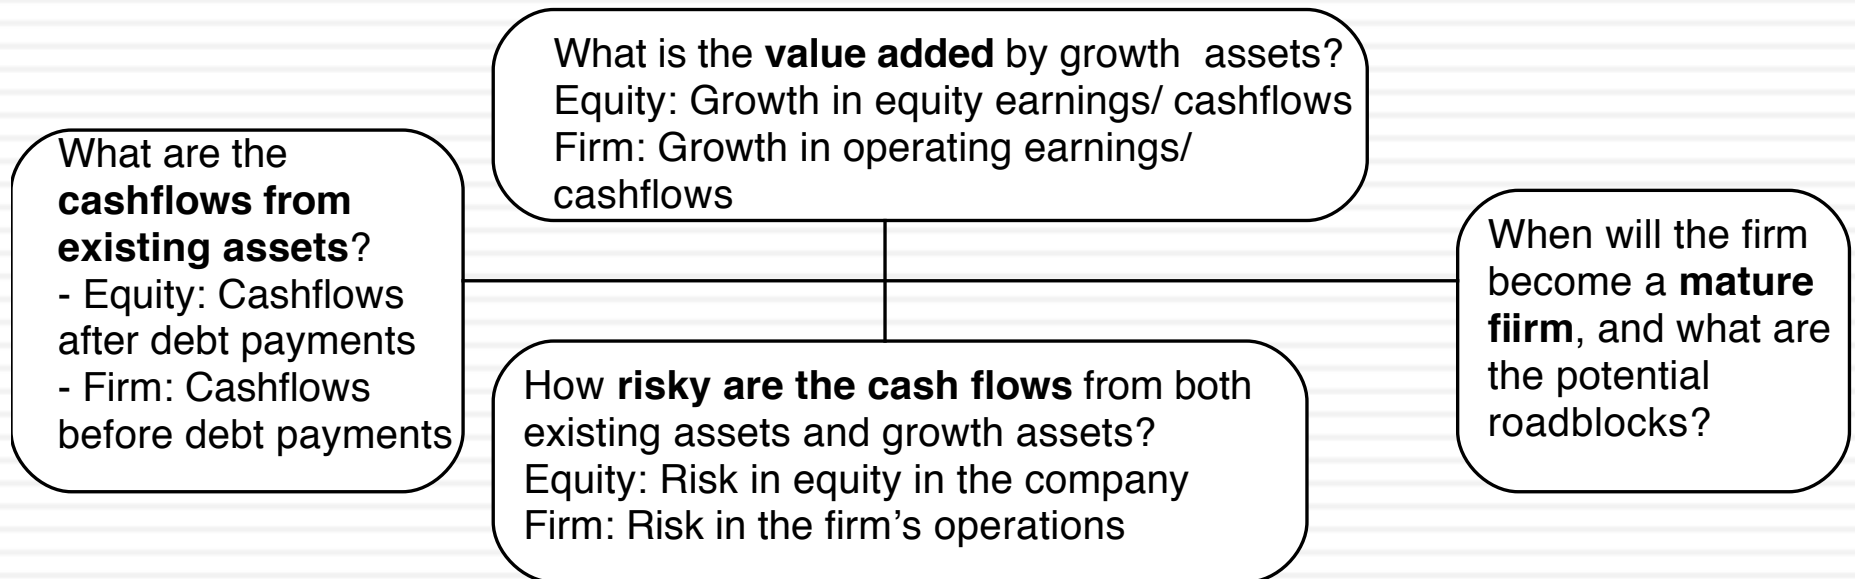 What is the value added by growth  assets?
Equity: Growth in equity earnings/ cashflows
Firm: Growth in operating earnings/
cashflows
What are the
cashflows from
existing assets?
- Equity: Cashflows
after debt payments
- Firm: Cashflows
before debt payments
How risky are the cash flows from both
existing assets and growth assets?
Equity: Risk in equity in the company
Firm: Risk in the firm’s operations
When will the firm
become a mature
fiirm, and what are
the potential
roadblocks?